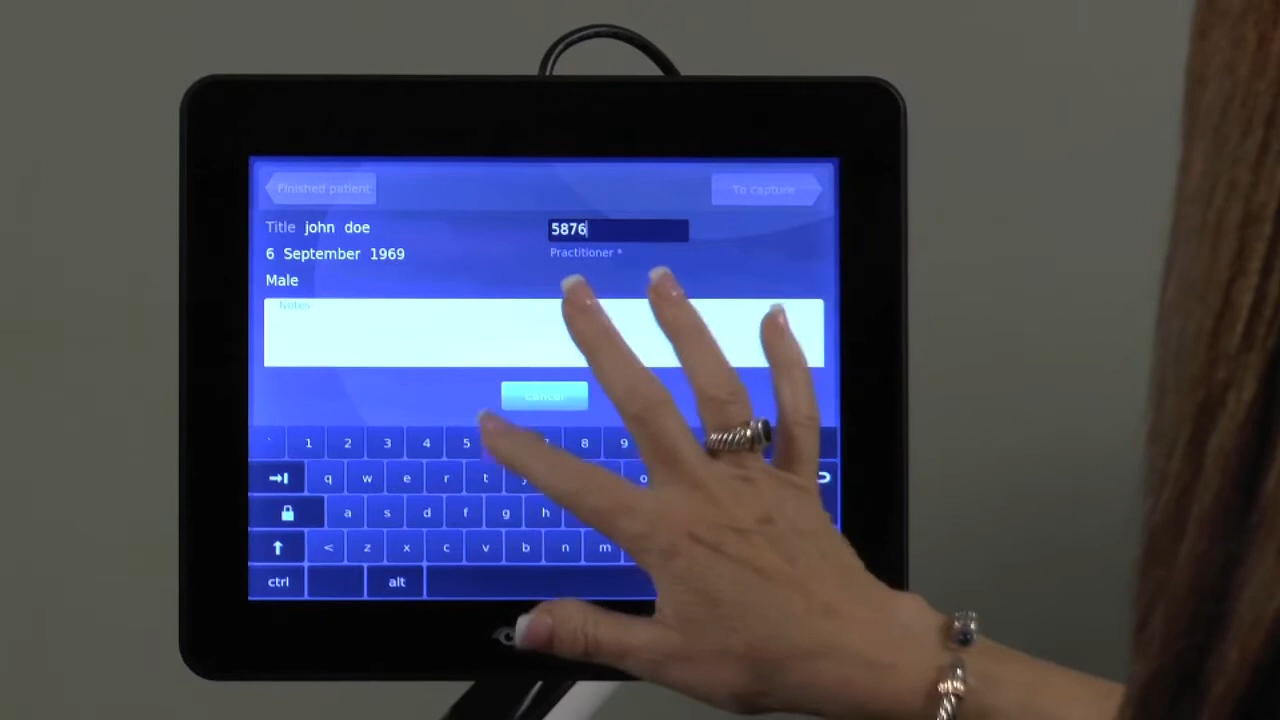 Finished patient To capture
Title john doe 5876
6 September 1969 Practitioner *
Male
Notes
Cancel
` 1 2 3 4 5 7 8 9
q w e r t y o
a s d f g h
< z x c v b n m
ctrl alt